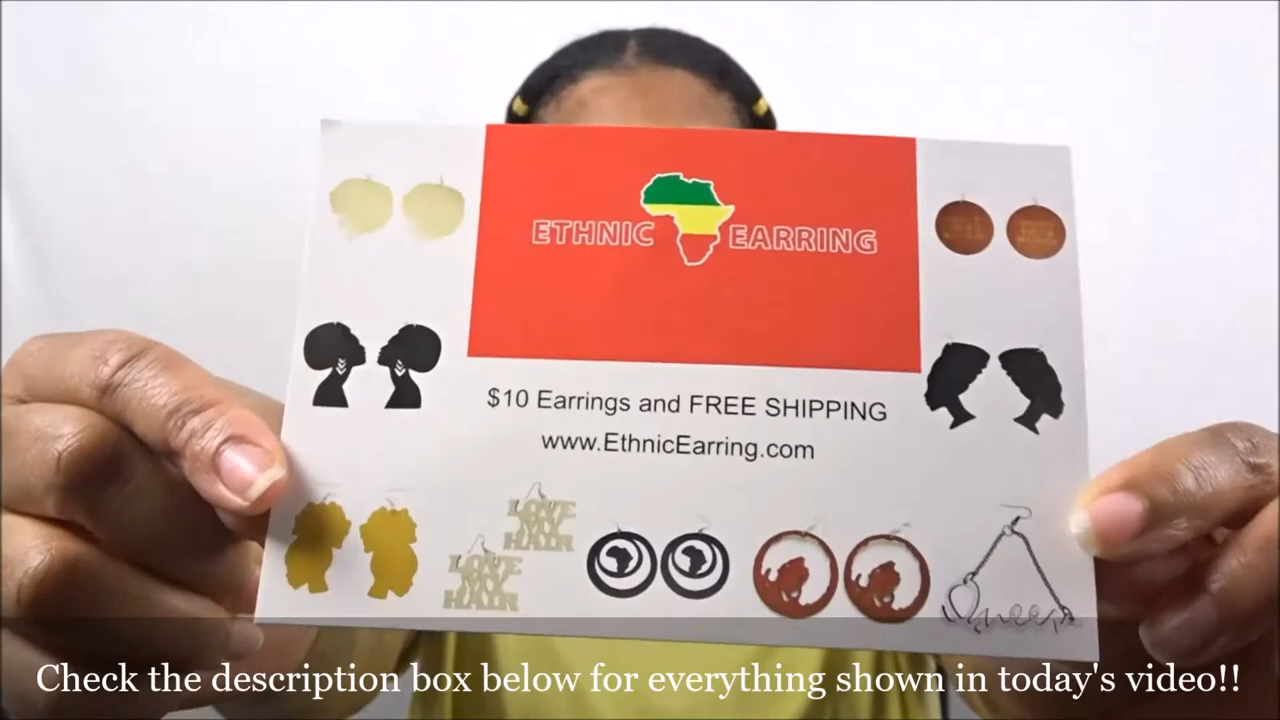 ETHNIC EARRING
$10 Earrings and FREE SHIPPING
www.EthnicEarring.com
LOVE
MY
HAIR
LOVE
MY
HAIR
Queen
Check the description box below for everything shown in today's video!!